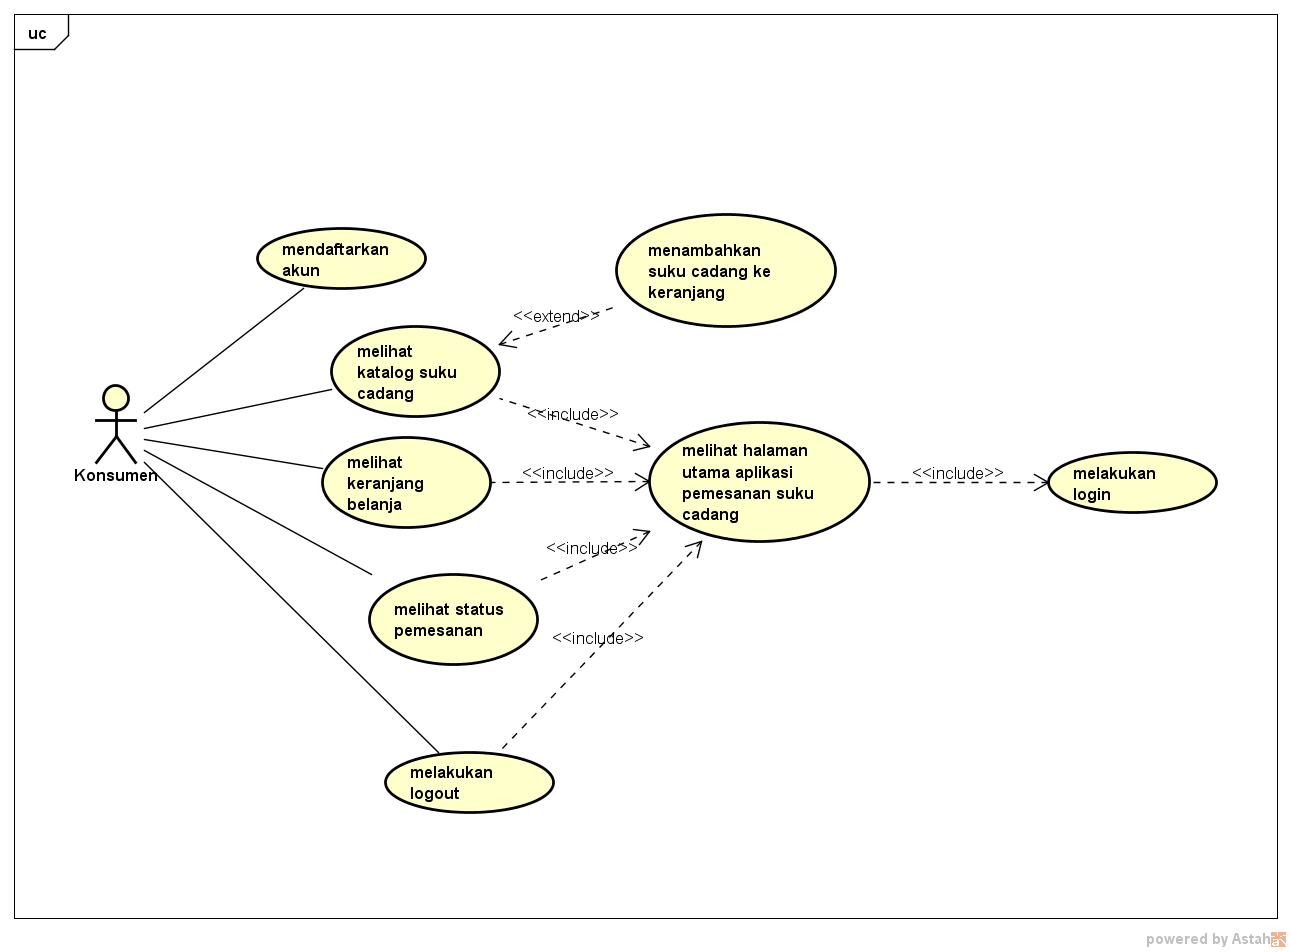 uc
mendaftarkan
akun
menambahkan
suku cadang ke
keranjang
<<extend>>
melihat
katalog suku
cadang
<<include>>
Konsumen
melihat
keranjang
belanja
<<include>>
melihat halaman
utama aplikasi
pemesanan suku
cadang
<<include>>
melakukan
login
<<include>>
melihat status
pemesanan
<<include>>
melakukan
logout
powered by Astah